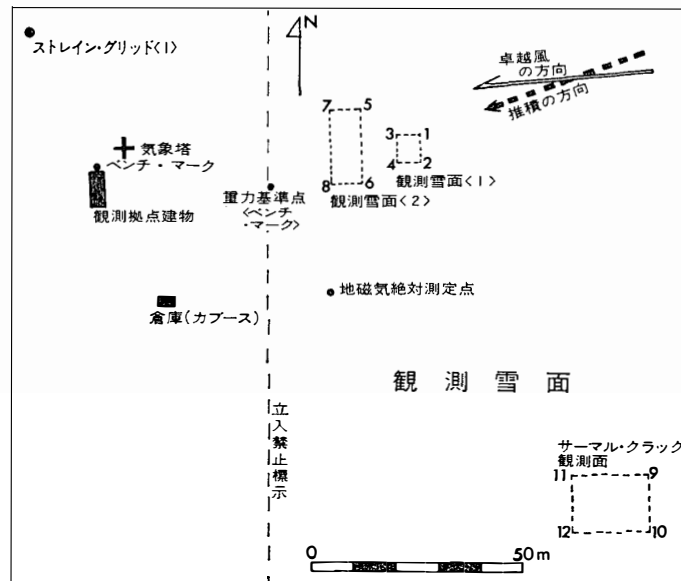 ストレイン・グリッド〈1〉
N
卓越風
の方向
堆積の方向
7
5
3
1
4
2
観測雪面〈1〉
8
6
観測雪面〈2〉
気象塔
ベンチ・マーク
観測拠点建物
重力基準点
〈ベンチ
・マーク〉
地磁気絶対測定点
倉庫(カブース)
観測雪面
立入禁止標示
サーマル・クラック
観測面
11
9
12
10
0
50m